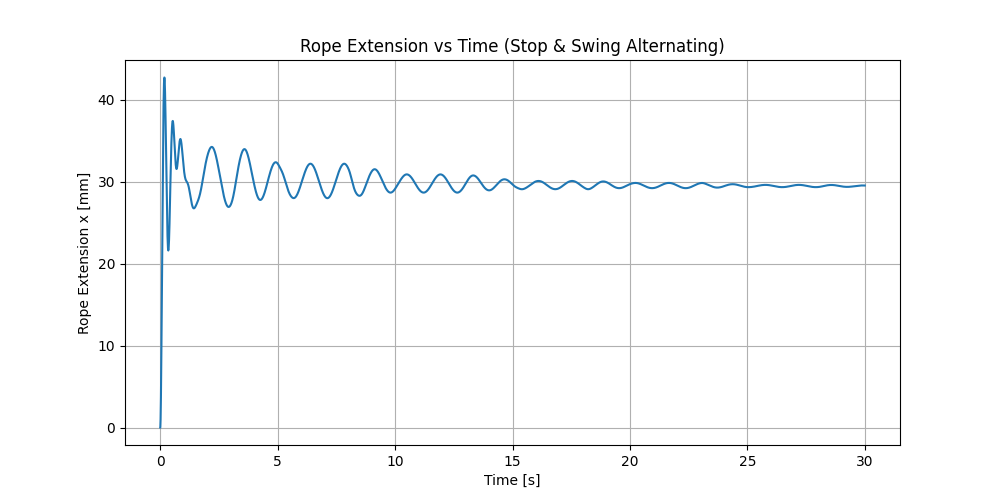 Rope Extension vs Time (Stop & Swing Alternating)
Rope Extension x [mm]
40
30
20
10
0
0 5 10 15 20 25 30
Time [s]